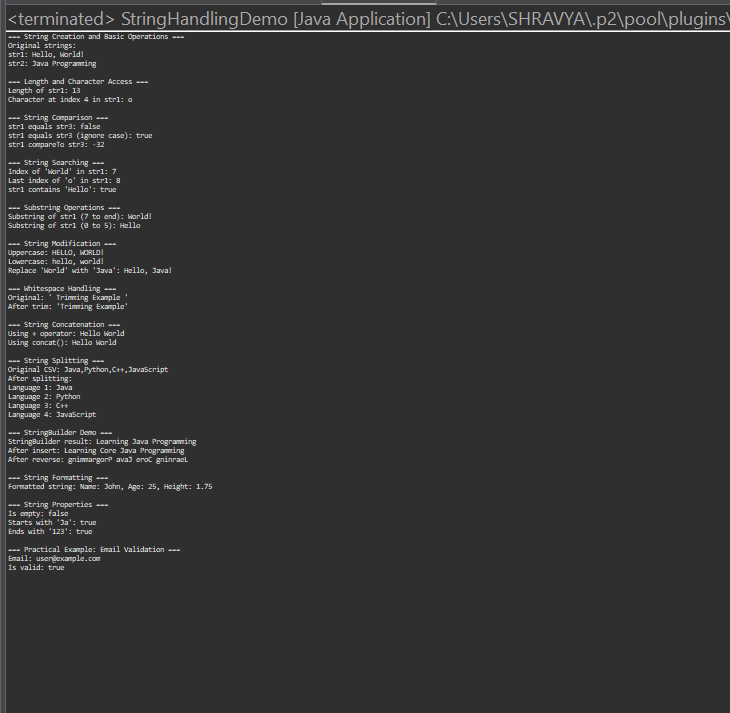 <terminated> StringHandlingDemo [Java Application] C:\Users\SHRAVYA\.p2\pool\plugins\
=== String Creation and Basic Operations ===
Original strings:
str1: Hello, World!
str2: Java Programming
=== Length and Character Access ===
Length of str1: 13
Character at index 4 in str1: o
=== String Comparison ===
str1 equals str3: false
str1 equals str3 (ignore case): true
str1 compareTo str3: -32
=== String Searching ===
Index of 'World' in str1: 7
Last index of 'o' in str1: 8
str1 contains 'Hello': true
=== Substring Operations ===
Substring of str1 (7 to end): World!
Substring of str1 (0 to 5): Hello
=== String Modification ===
Uppercase: HELLO, WORLD!
Lowercase: hello, world!
Replace 'World' with 'Java': Hello, Java!
=== Whitespace Handling ===
Original: ' Trimming Example '
After trim: 'Trimming Example'
=== String Concatenation ===
Using + operator: Hello World
Using concat(): Hello World
=== String Splitting ===
Original CSV: Java,Python,C++,JavaScript
After splitting:
Language 1: Java
Language 2: Python
Language 3: C++
Language 4: JavaScript
=== StringBuilder Demo ===
StringBuilder result: Learning Java Programming
After insert: Learning Core Java Programming
After reverse: gnimmargorP avaJ eroC gninraeL
=== String Formatting ===
Formatted string: Name: John, Age: 25, Height: 1.75
=== String Properties ===
Is empty: false
Starts with 'Ja': true
Ends with '123': true
=== Practical Example: Email Validation ===
Email: user@example.com
Is valid: true